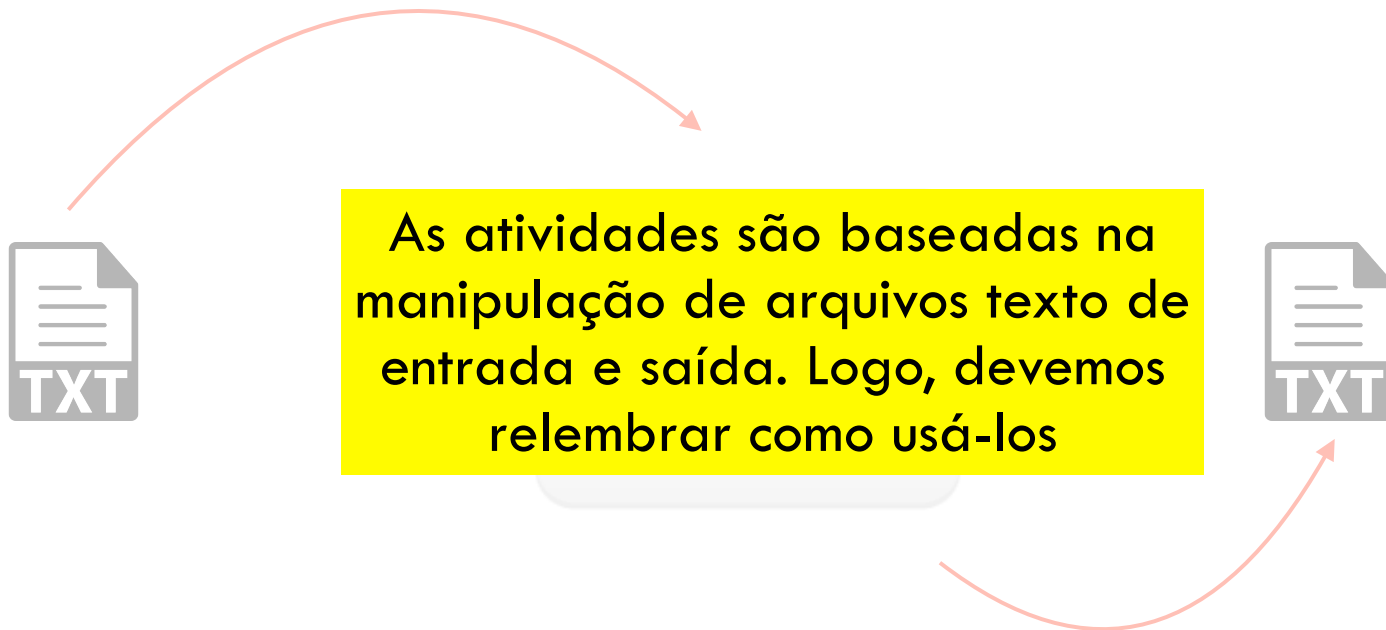 As atividades são baseadas na
manipulação de arquivos texto de
entrada e saída. Logo, devemos
relembrar como usá-los
TXT
TXT